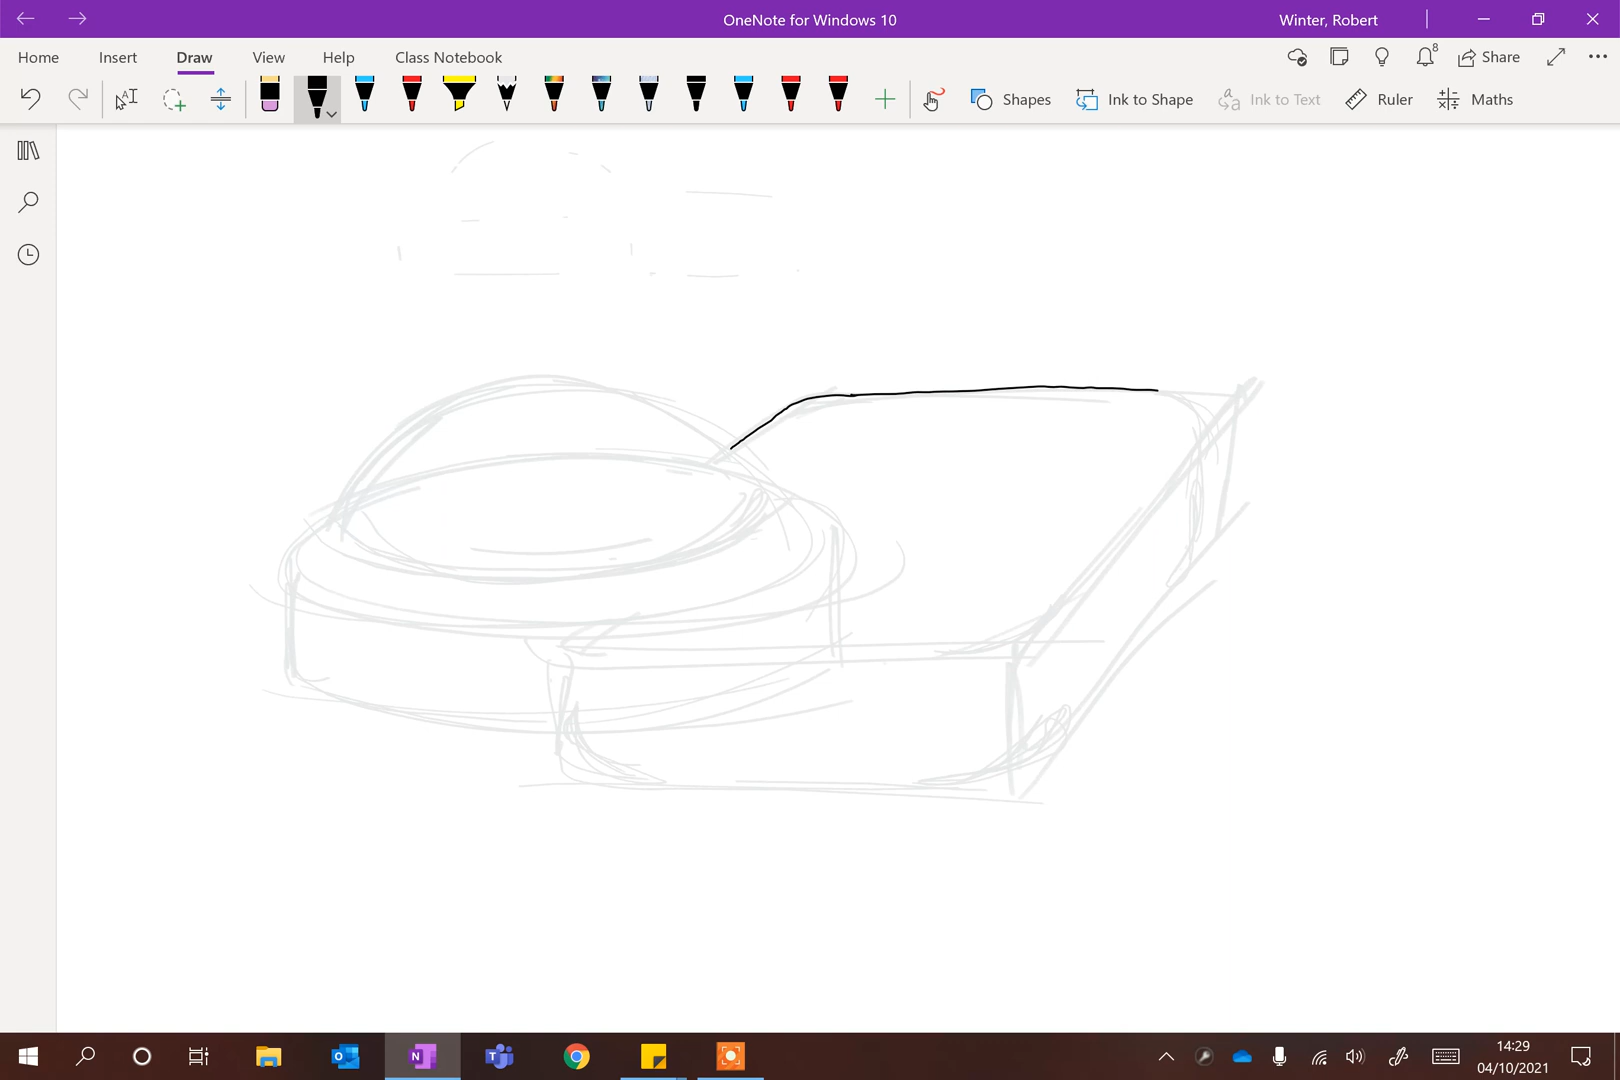 OneNote for Windows 10
Winter, Robert
Home Insert Draw View Help Class Notebook
8
Share
Shapes Ink to Shape Ink to Text Ruler Maths
14:29
04/10/2021